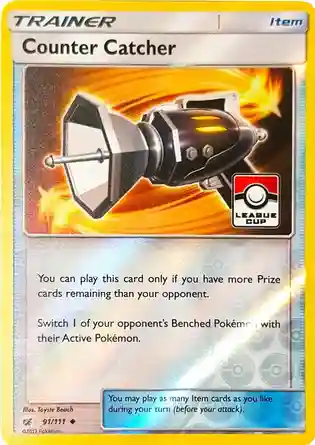 TRAINER Item
Counter Catcher
LEAGUE
CUP
You can play this card only if you have more Prize
cards remaining than your opponent.
Switch 1 of your opponent's Benched Pokémon with
their Active Pokémon.
Illus. Toyste Beach
91/111
©2017 Pokémon
You may play as many Item cards as you like
during your turn (before your attack).